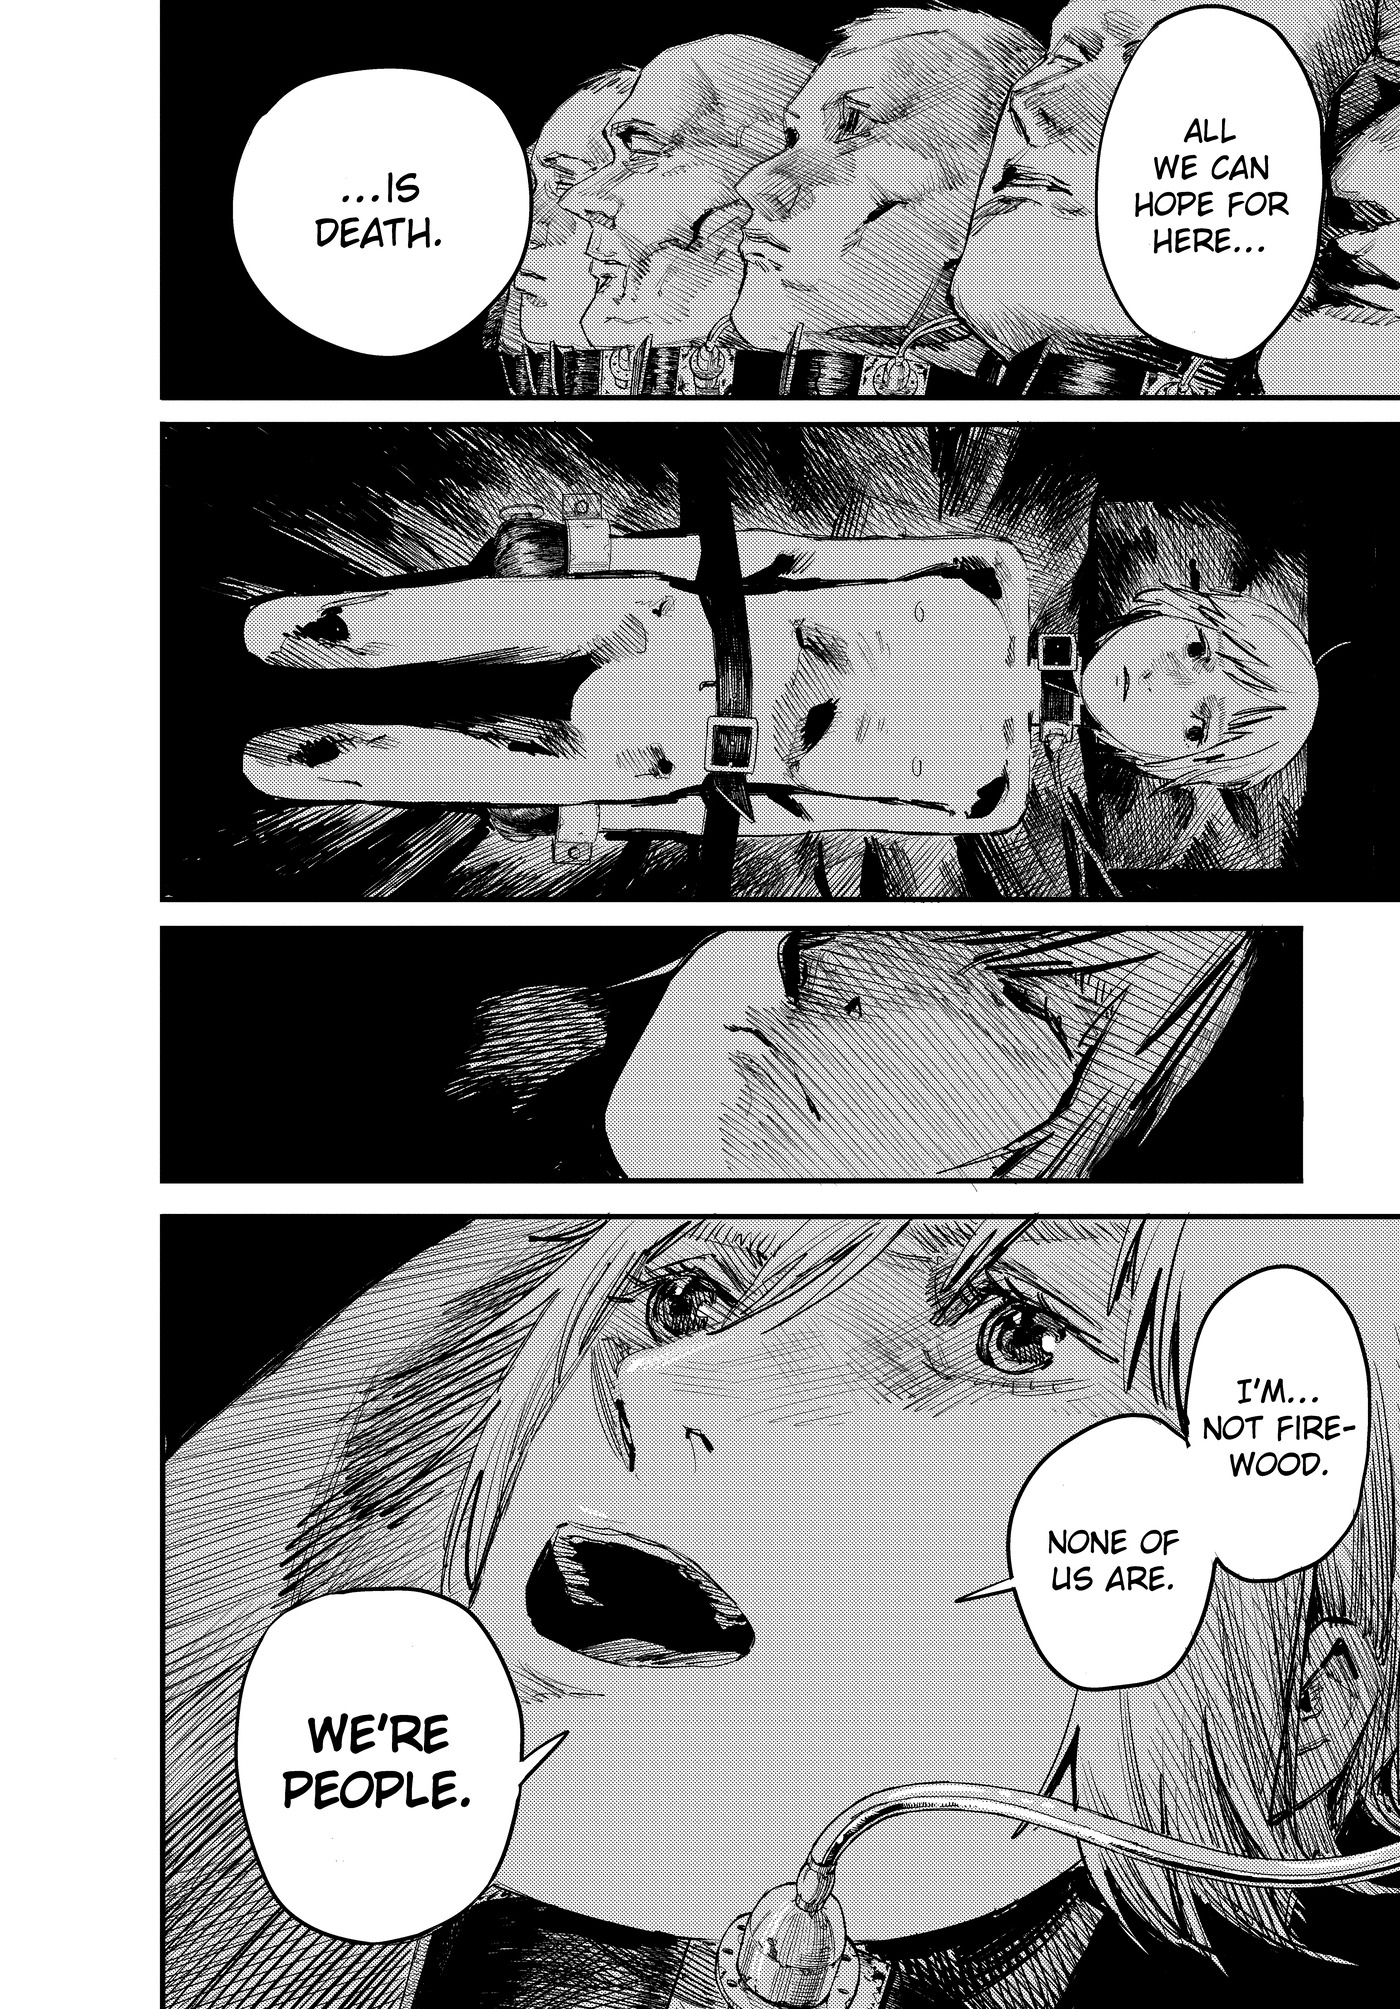 ALL
WE CAN
HOPE FOR
HERE...
...IS
DEATH.
I'M...
NOT FIRE-
WOOD.
NONE OF
US ARE.
WE'RE
PEOPLE.